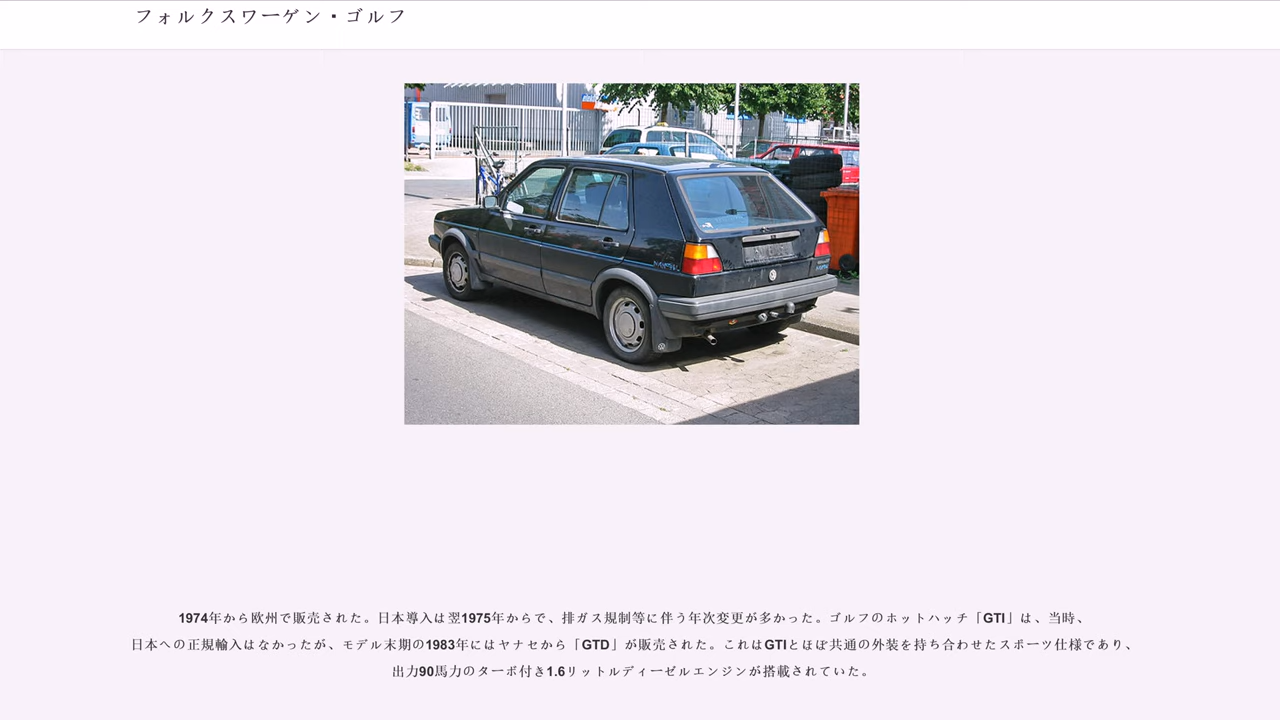 フォルクスワーゲン・ゴルフ
1974年から欧州で販売された。日本導入は翌1975年からで、排ガス規制等に伴う年次変更が多かった。ゴルフのホットハッチ「GTI」は、当時、
日本への正規輸入はなかったが、モデル末期の1983年にはヤナセから「GTD」が販売された。これはGTIとほぼ共通の外装を持ち合わせたスポーツ仕様であり、
出力90馬力のターボ付き1.6リットルディーゼルエンジンが搭載されていた。